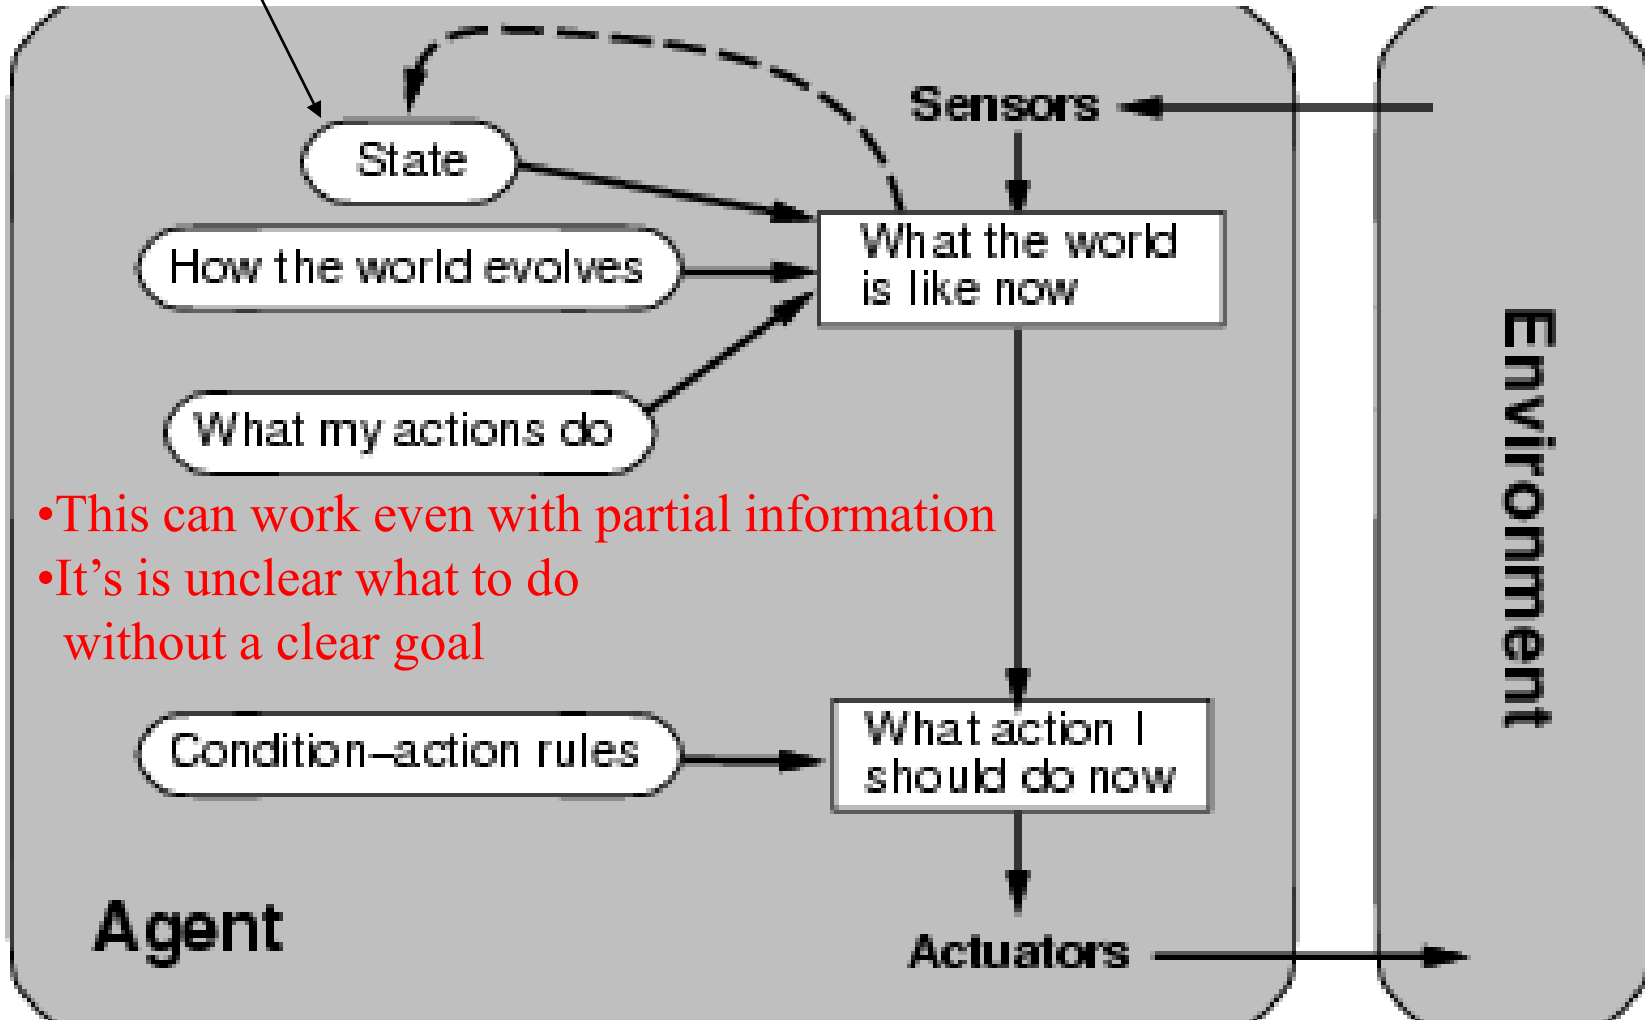 Sensors
State
What the world
is like now
How the world evolves
What my actions do
•This can work even with partial information
•It’s is unclear what to do
without a clear goal
Condition–action rules
What action I
should do now
Agent
Actuators
Environment